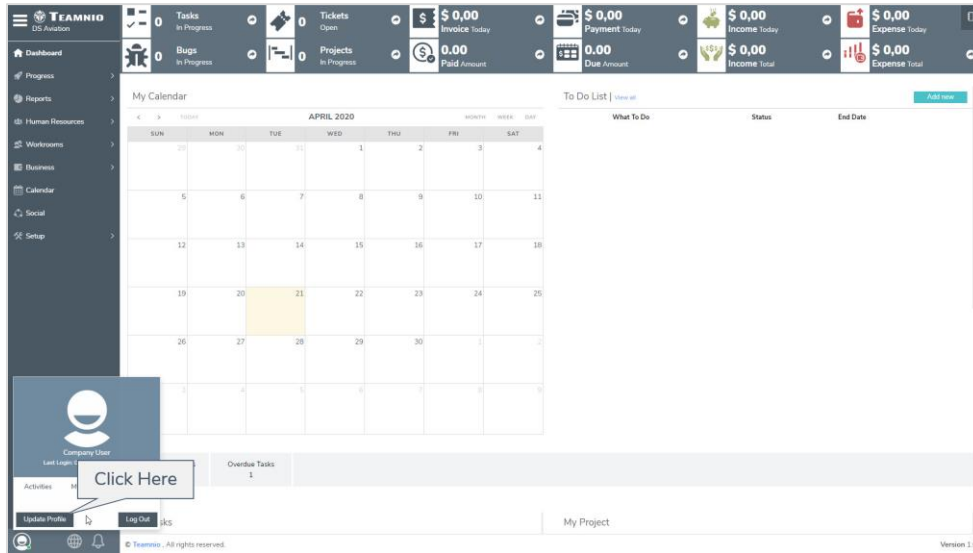 TEAMNIO
DS Aviation
Dashboard
Progress
Reports
Human Resources
Workrooms
Business
Calendar
Social
Setup
0 Tasks
In Progress
0 Tickets
Open
$ 0,00
Invoice Today
$ 0,00
Payment Today
$ 0,00
Income Today
$ 0,00
Expense Today
0 Bugs
In Progress
0 Projects
In Progress
0.00
Paid Amount
0.00
Due Amount
$ 0,00
Income Total
$ 0,00
Expense Total
My Calendar
< > TODAY APRIL 2020 MONTH WEEK DAY
SUN MON TUE WED THU FRI SAT
29 30 31 1 2 3 4
5 6 7 8 9 10 11
12 13 14 15 16 17 18
19 20 21 22 23 24 25
26 27 28 29 30 1 2
3 4 5 6 7 8 9
To Do List | View all Add new
What To Do Status End Date
Company User
Last Login:
Activities
Update Profile Log Out
Click Here
Overdue Tasks
1
My Project
© Teamnio . All rights reserved.
Version 1